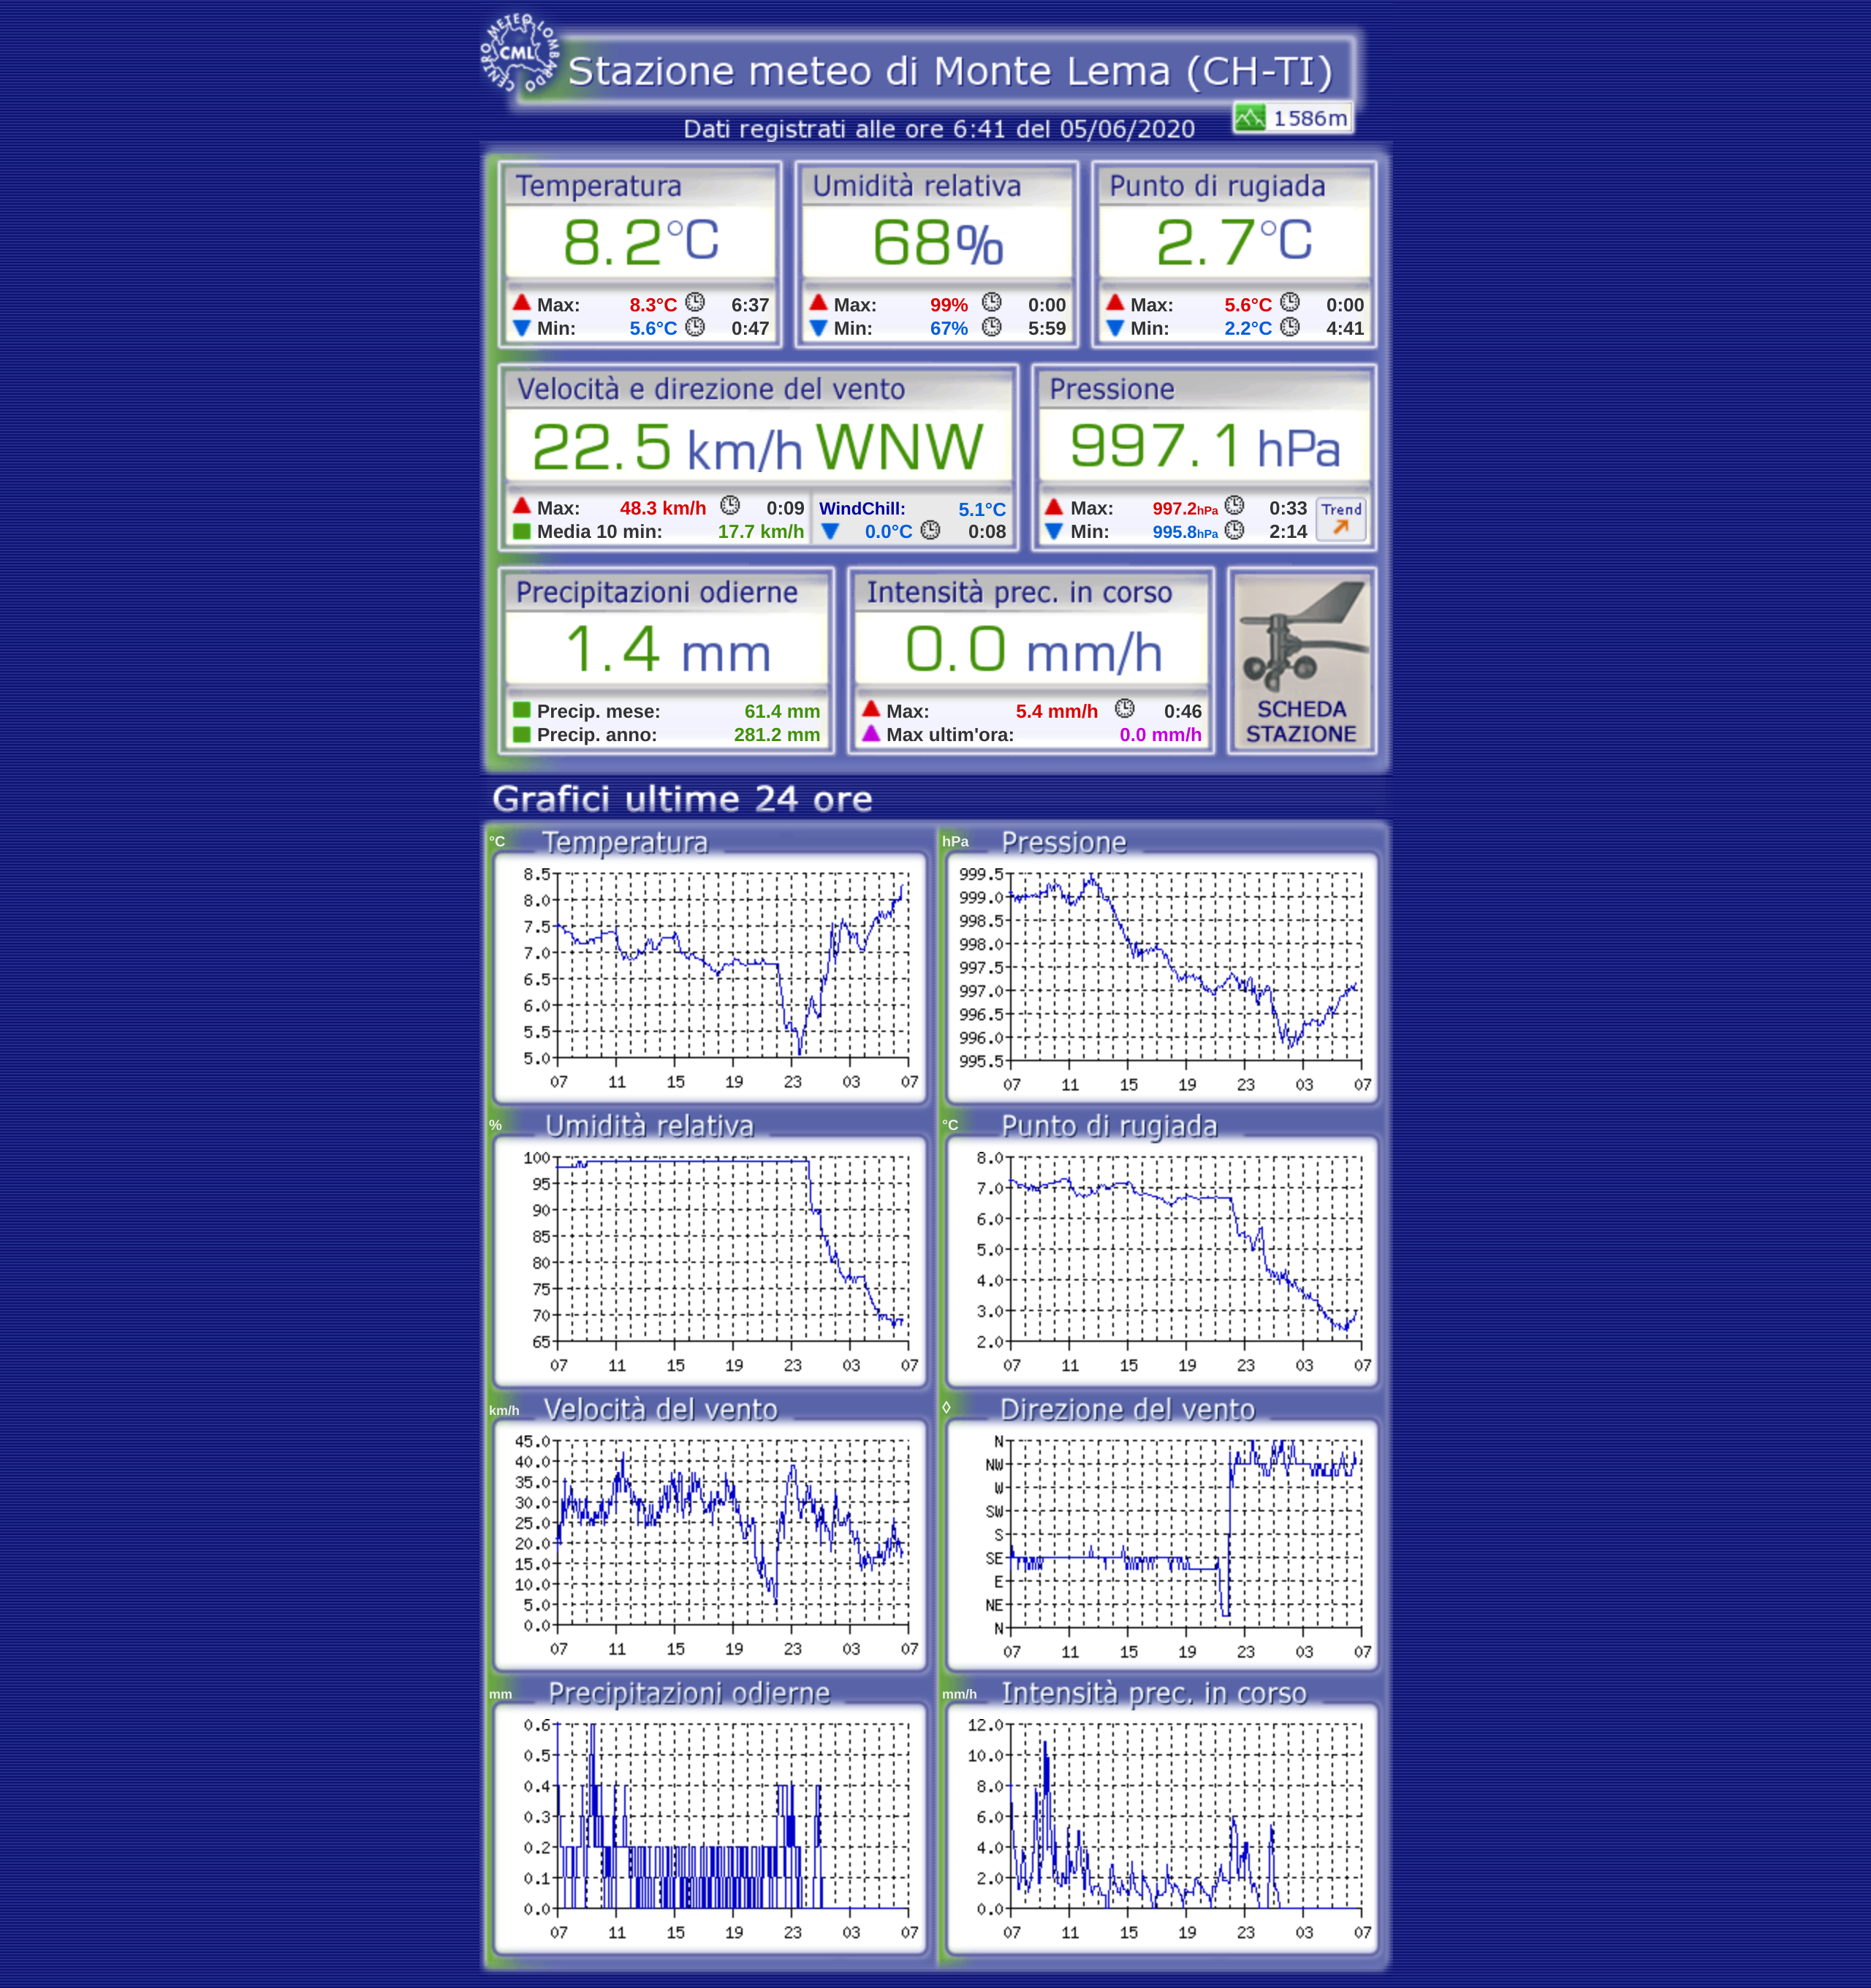 CENTRO METEO LOMBARDO
CML
Stazione meteo di Monte Lema (CH-TI)
1586m
Dati registrati alle ore 6:41 del 05/06/2020
Temperatura Umidità relativa Punto di rugiada
8.2°C 68% 2.7°C
Max: 8.3°C 6:37 Max: 99% 0:00 Max: 5.6°C 0:00
Min: 5.6°C 0:47 Min: 67% 5:59 Min: 2.2°C 4:41
Velocità e direzione del vento Pressione
22.5 km/h WNW 997.1 hPa
Max: 48.3 km/h 0:09 WindChill: 5.1°C Max: 997.2hPa 0:33 Trend
Media 10 min: 17.7 km/h 0.0°C 0:08 Min: 995.8hPa 2:14
Precipitazioni odierne Intensità prec. in corso
1.4 mm 0.0 mm/h
Precip. mese: 61.4 mm Max: 5.4 mm/h 0:46 SCHEDA
Precip. anno: 281.2 mm Max ultim'ora: 0.0 mm/h STAZIONE
Grafici ultime 24 ore
°C Temperatura
8.5
8.0
7.5
7.0
6.5
6.0
5.5
5.0
07 11 15 19 23 03 07
hPa Pressione
999.5
999.0
998.5
998.0
997.5
997.0
996.5
996.0
995.5
07 11 15 19 23 03 07
% Umidità relativa
100
95
90
85
80
75
70
65
07 11 15 19 23 03 07
°C Punto di rugiada
8.0
7.0
6.0
5.0
4.0
3.0
2.0
07 11 15 19 23 03 07
km/h Velocità del vento
45.0
40.0
35.0
30.0
25.0
20.0
15.0
10.0
5.0
0.0
07 11 15 19 23 03 07
◊ Direzione del vento
N
NW
W
SW
S
SE
E
NE
N
07 11 15 19 23 03 07
mm Precipitazioni odierne
0.6
0.5
0.4
0.3
0.2
0.1
0.0
07 11 15 19 23 03 07
mm/h Intensità prec. in corso
12.0
10.0
8.0
6.0
4.0
2.0
0.0
07 11 15 19 23 03 07